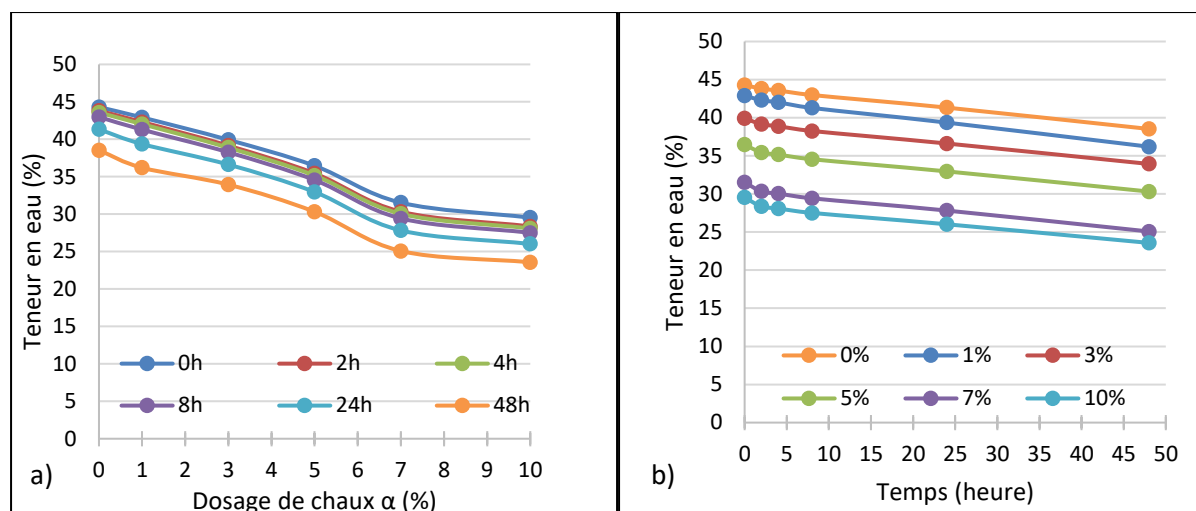 Teneur en eau (%)
50
45
40
35
30
25
20
15
10
5
0
0h 2h 4h
8h 24h 48h
0 1 2 3 4 5 6 7 8 9 10
a)
Dosage de chaux α (%)
Teneur en eau (%)
50
45
40
35
30
25
20
15
10
5
0
0% 1% 3%
5% 7% 10%
0 5 10 15 20 25 30 35 40 45 50
b)
Temps (heure)